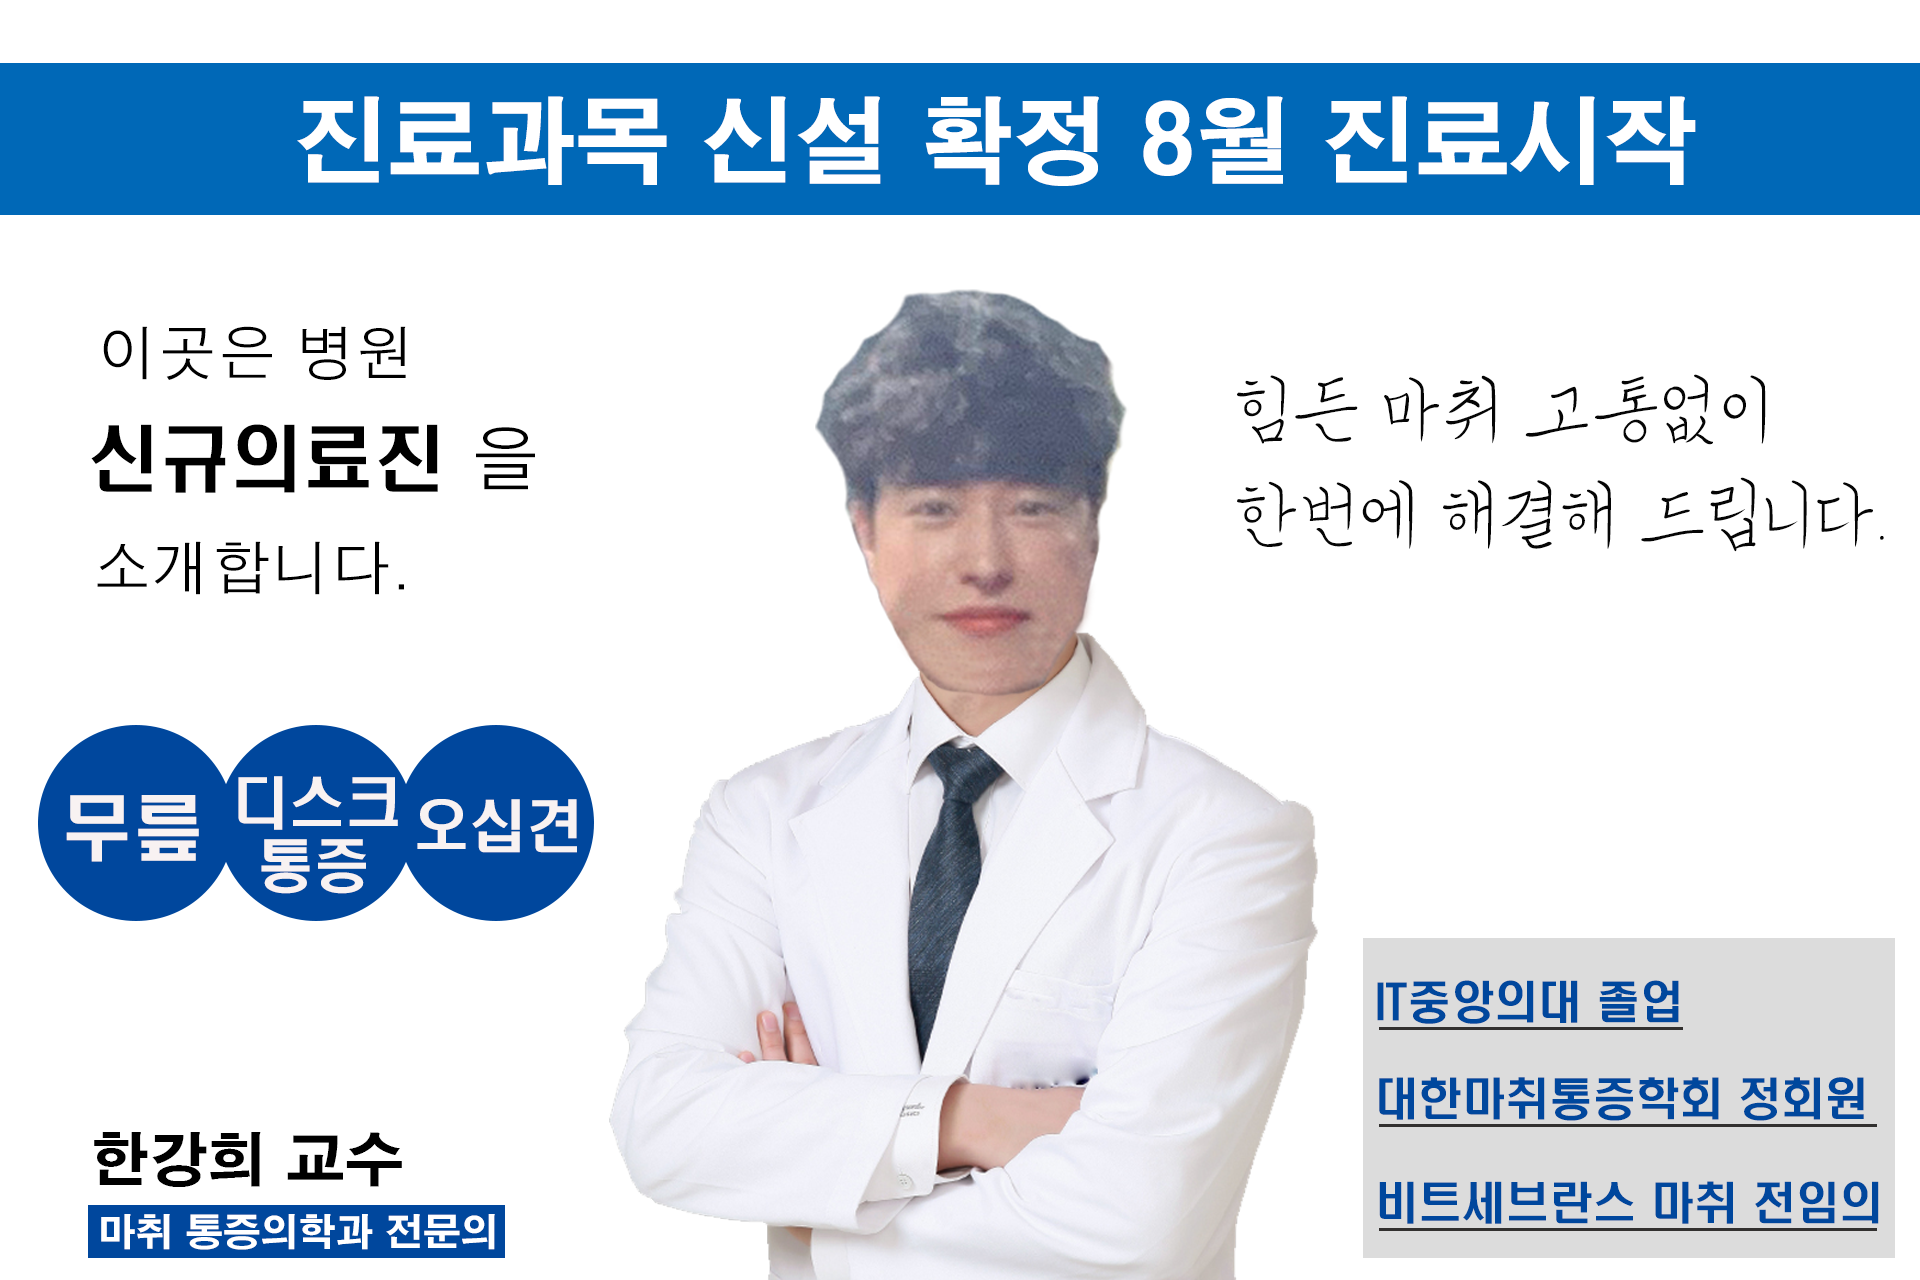 진료과목 신설 확정 8월 진료시작
이곳은 병원
신규의료진 을
소개합니다.
힘든 마취 고통없이
한번에 해결해 드립니다.
무릎
디스크
통증
오십견
한강희 교수
마취 통증의학과 전문의
IT중앙의대 졸업
대한마취통증학회 정회원
비트세브란스 마취 전임의